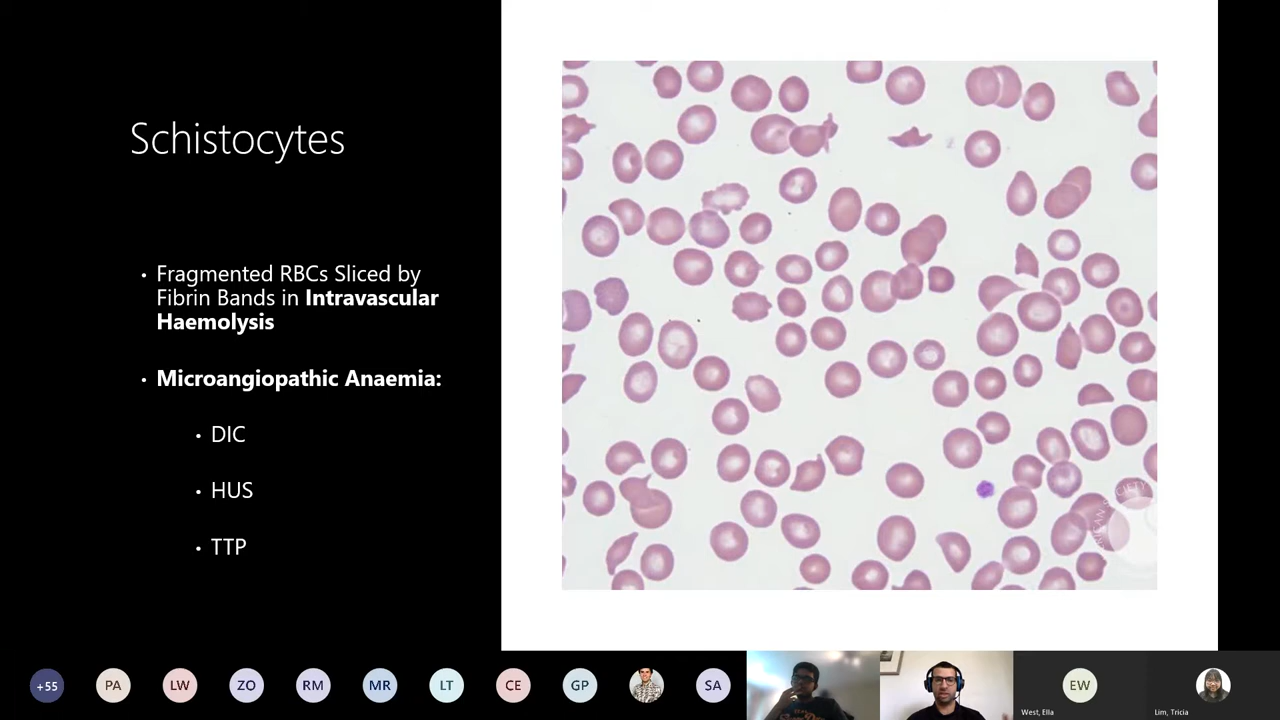 Schistocytes
• Fragmented RBCs Sliced by
Fibrin Bands in Intravascular
Haemolysis
• Microangiopathic Anaemia:
• DIC
• HUS
• TTP
+55
PA
LW
ZO
RM
MR
LT
CE
GP
SA
EW
West, Ella
Lim, Tricia